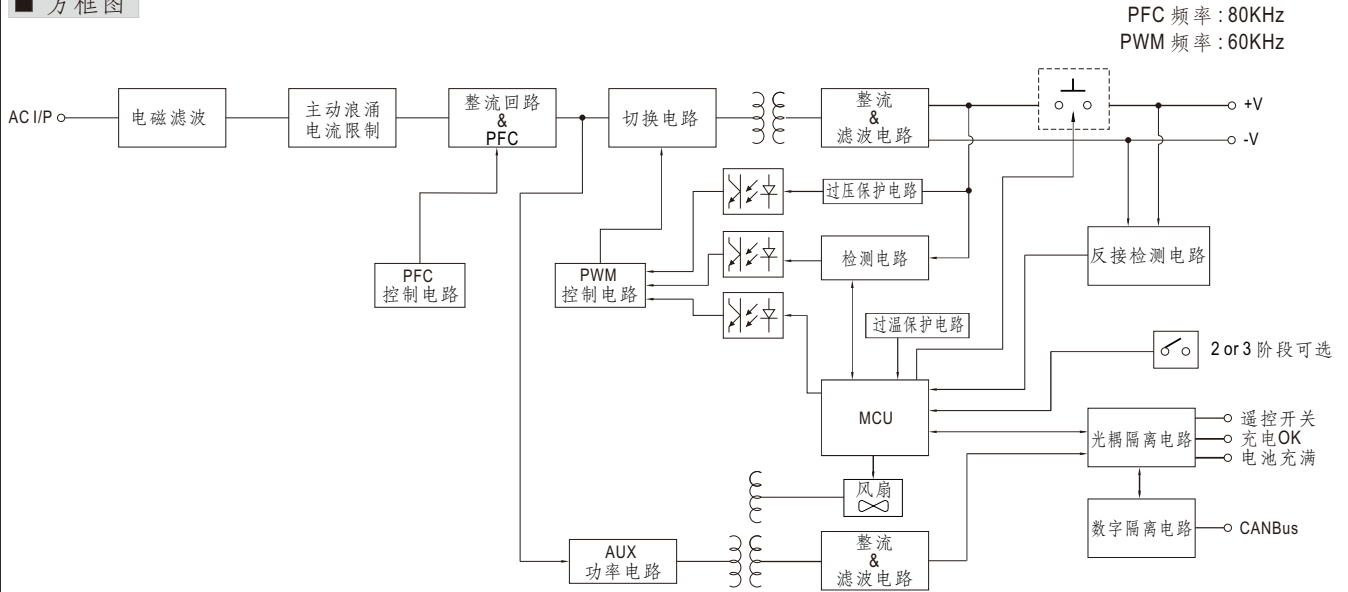 ■ 方框图
PFC 频率 : 80KHz
PWM 频率 : 60KHz
AC I/P
电磁滤波
主动浪涌
电流限制
整流回路
&
PFC
切换电路
整流
&
滤波电路
+V
-V
过压保护电路
检测电路
反接检测电路
PFC
控制电路
PWM
控制电路
过温保护电路
2 or 3 阶段可选
MCU
光耦隔离电路
遥控开关
充电OK
电池充满
风扇
数字隔离电路
CANBus
AUX
功率电路
整流
&
滤波电路